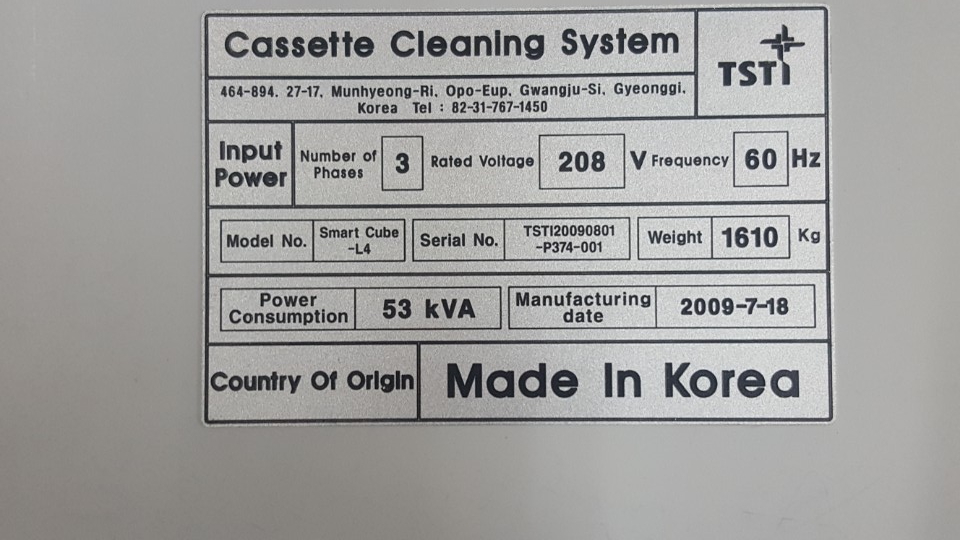 Cassette Cleaning System
TSTI
464-894. 27-17, Munhyeong-Ri, Opo-Eup, Gwangju-Si, Gyeonggi,
Korea Tel : 82-31-767-1450
Input Power
Number of Phases 3 Rated Voltage 208 V Frequency 60 Hz
Model No. Smart Cube -L4 Serial No. TSTI20090801 -P374-001 Weight 1610 Kg
Power Consumption 53 kVA Manufacturing date 2009-7-18
Country Of Origin Made In Korea